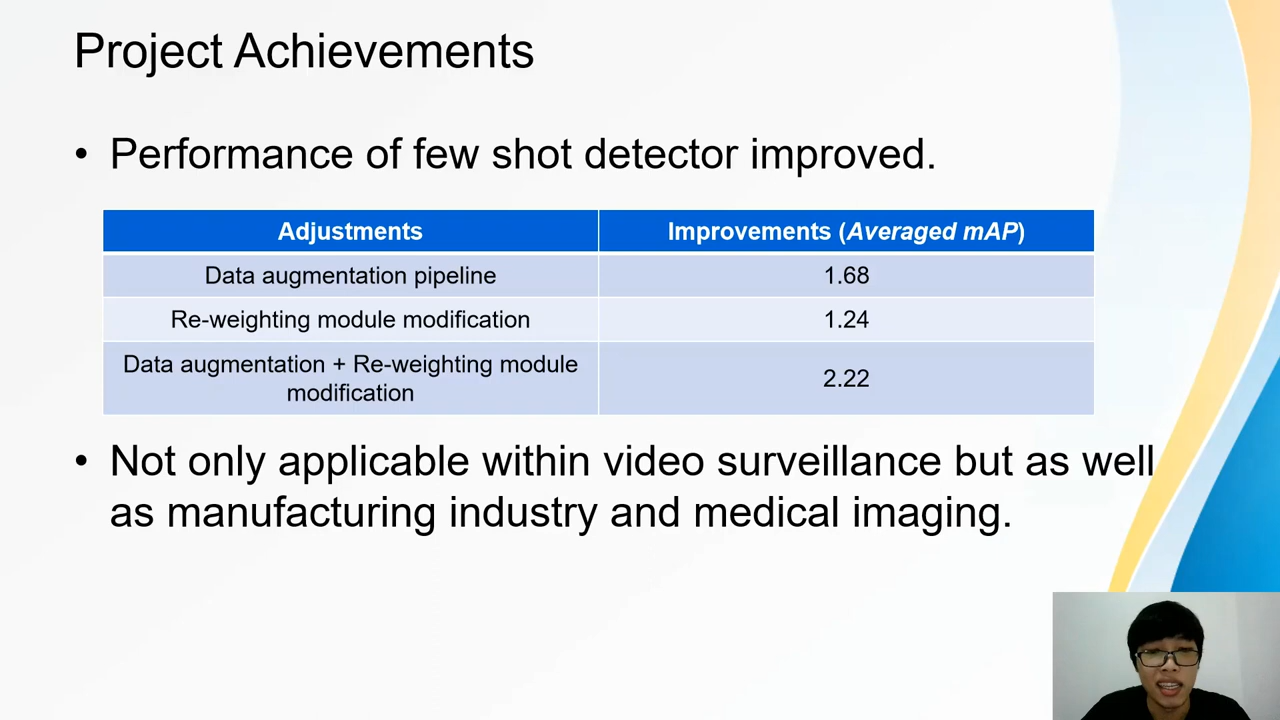 Project Achievements
• Performance of few shot detector improved.
Adjustments
Improvements (Averaged mAP)
Data augmentation pipeline
1.68
Re-weighting module modification
1.24
Data augmentation + Re-weighting module
modification
2.22
• Not only applicable within video surveillance but as well
as manufacturing industry and medical imaging.